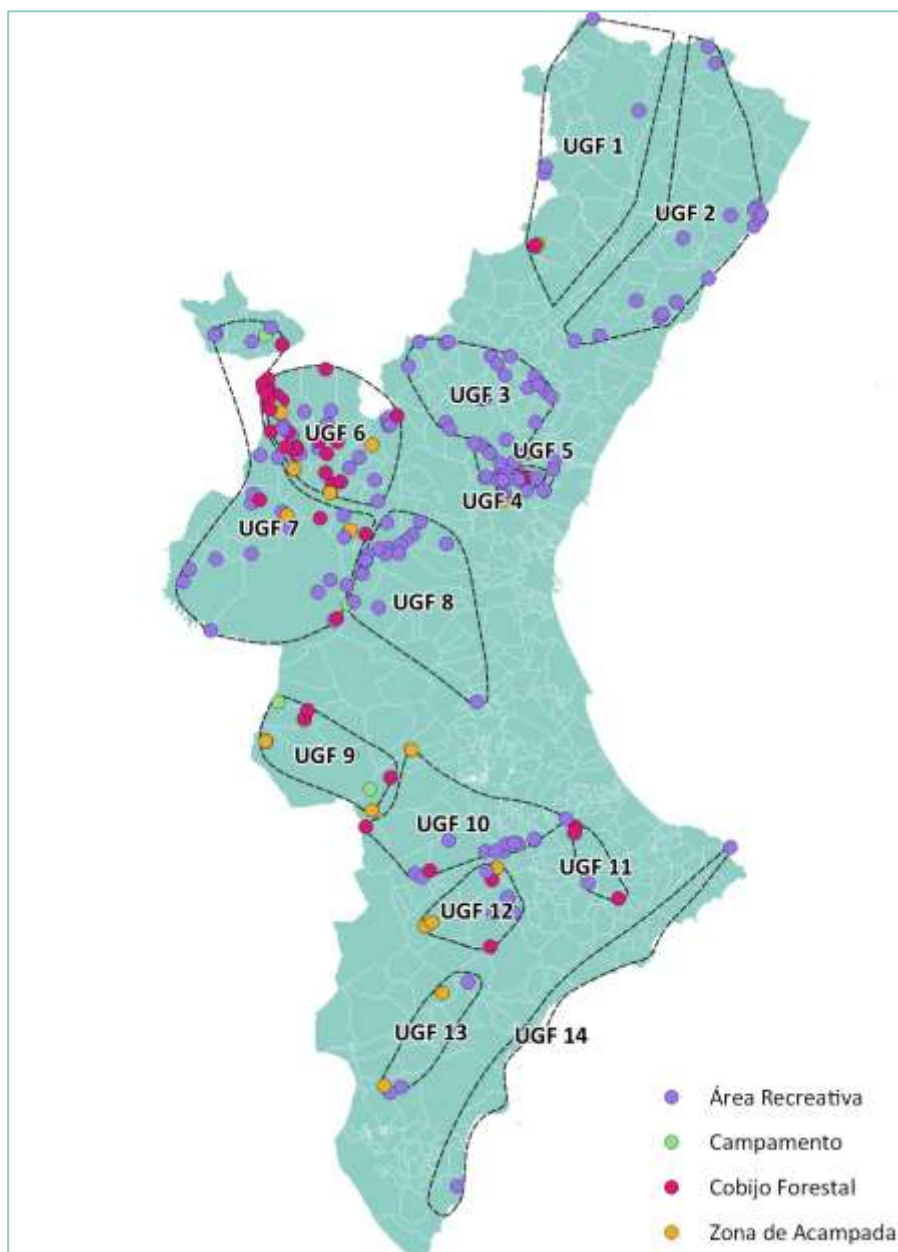 UGF 1
UGF 2
UGF 3
UGF 5
UGF 6
UGF 4
UGF 7
UGF 8
UGF 9
UGF 10
UGF 11
UGF 12
UGF 13
UGF 14
Área Recreativa
Campamento
Cobijo Forestal
Zona de Acampada